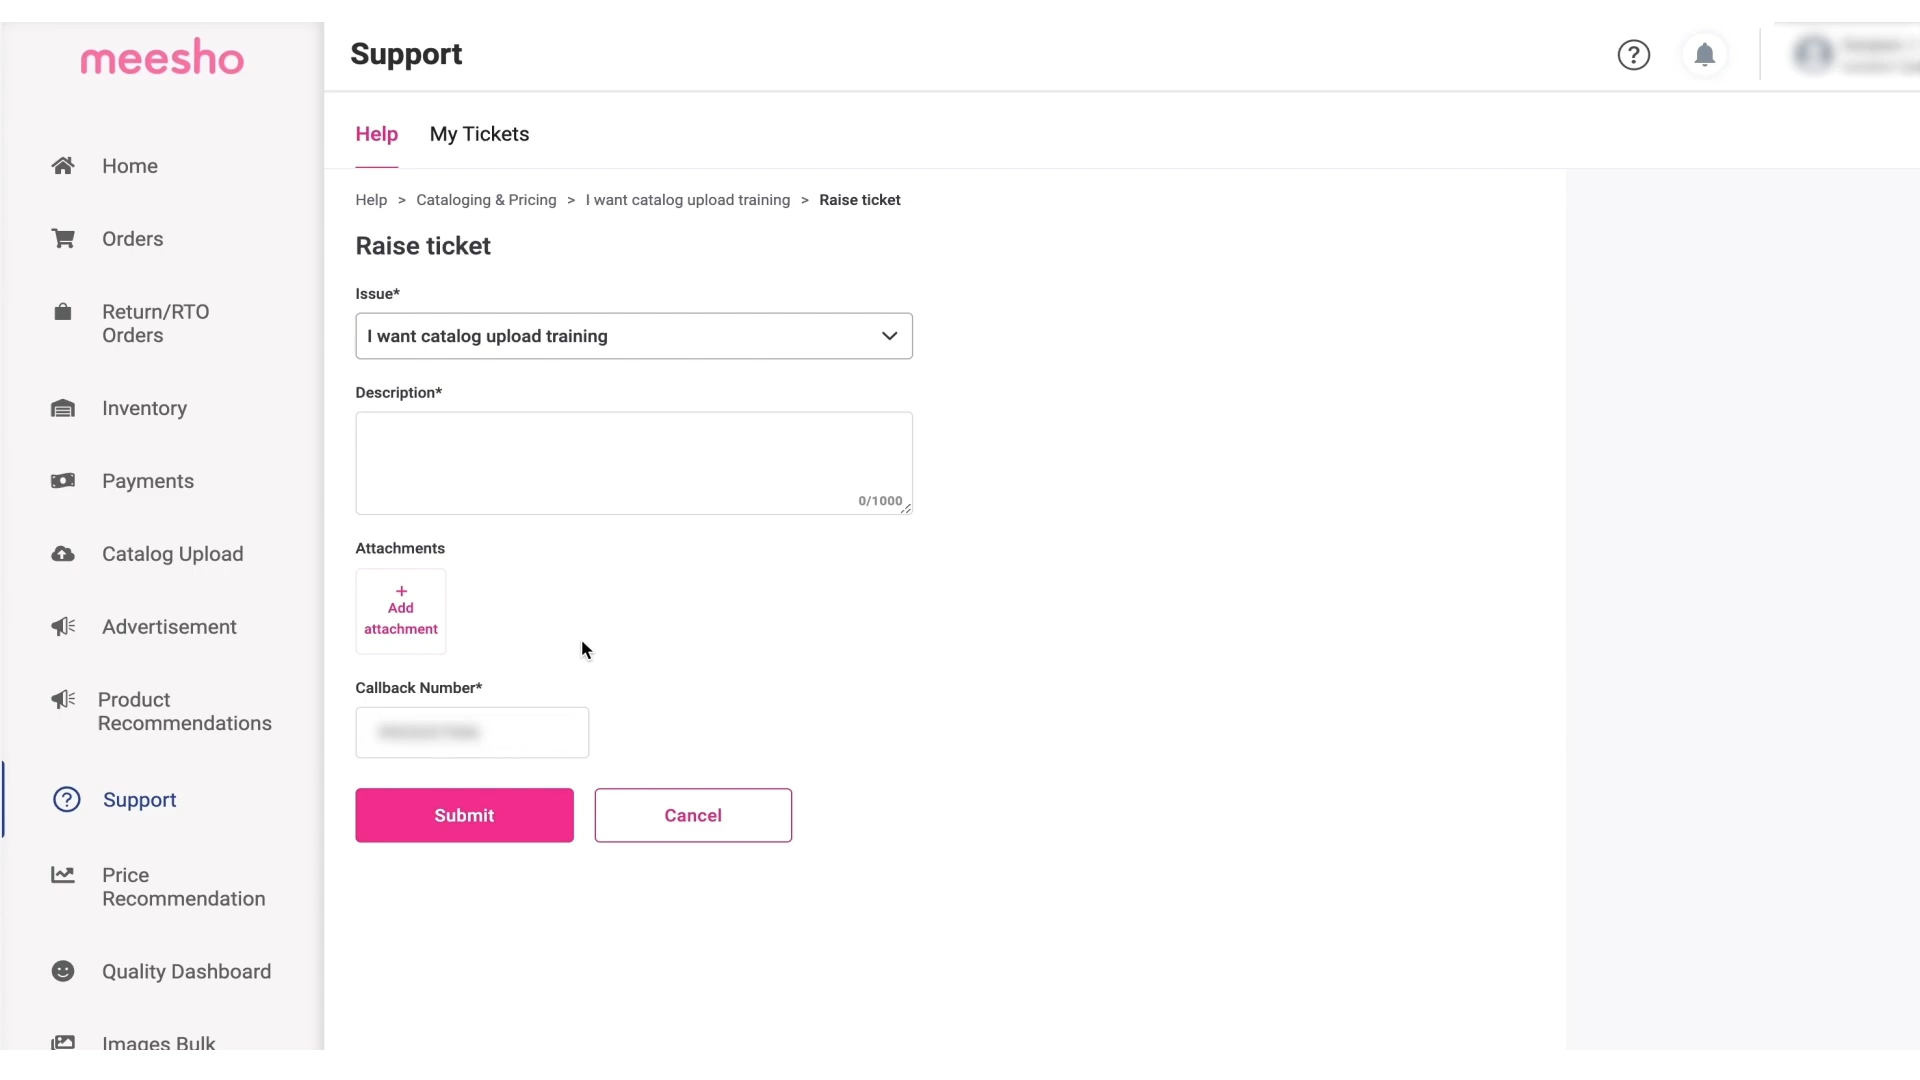 meesho
Support
Home
Orders
Return/RTO
Orders
Inventory
Payments
Catalog Upload
Advertisement
Product
Recommendations
Support
Price
Recommendation
Quality Dashboard
Images Bulk
Help My Tickets
Help > Cataloging & Pricing > I want catalog upload training > Raise ticket
Raise ticket
Issue*
I want catalog upload training
Description*
0/1000
Attachments
+
Add
attachment
Callback Number*
Submit Cancel